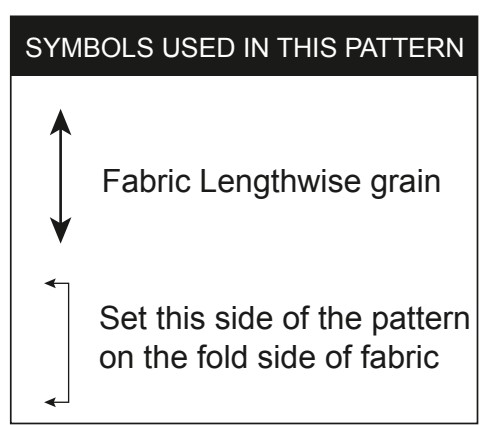 SYMBOLS USED IN THIS PATTERN
Fabric Lengthwise grain
Set this side of the pattern
on the fold side of fabric